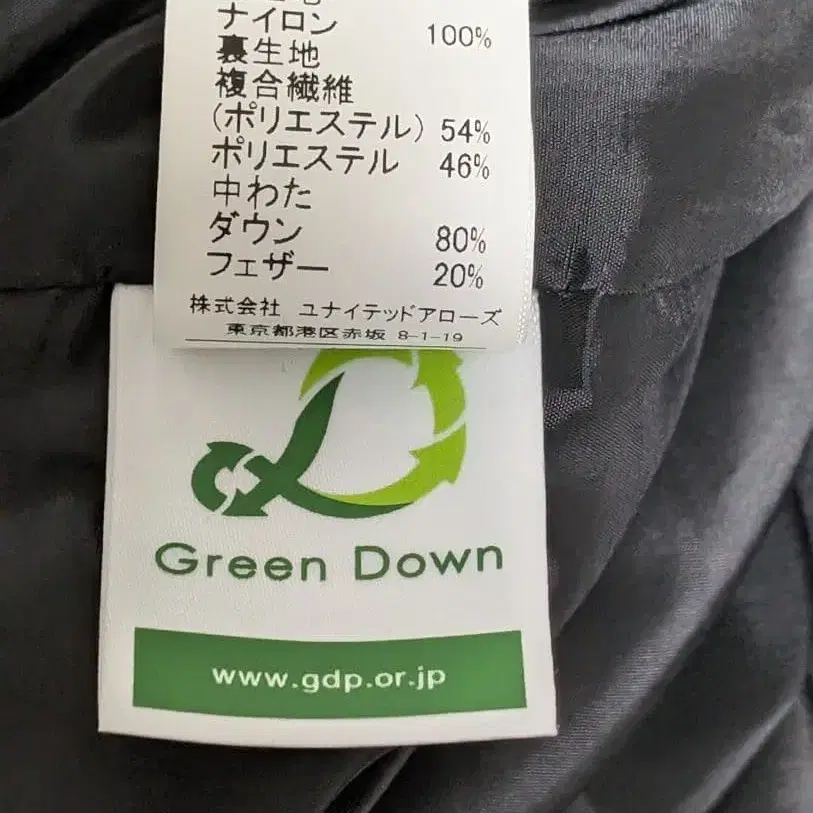 ナイロン 100%
裏生地
複合繊維
(ポリエステル) 54%
ポリエステル 46%
中わた
ダウン 80%
フェザー 20%
株式会社 ユナイテッドアローズ
東京都港区赤坂 8-1-19
Green Down
www.gdp.or.jp